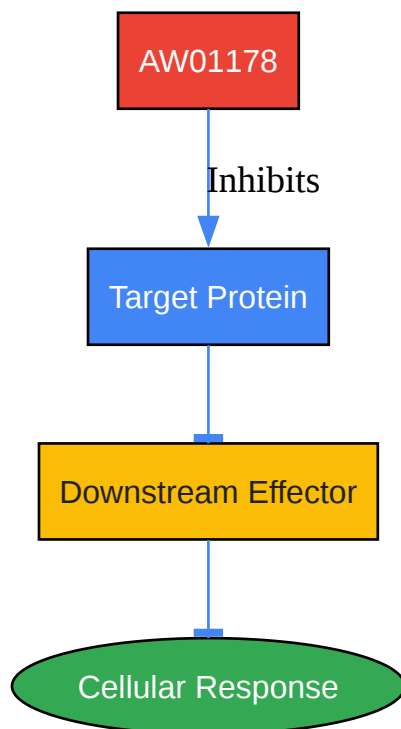 AW01178
Inhibits
Target Protein
Downstream Effector
Cellular Response